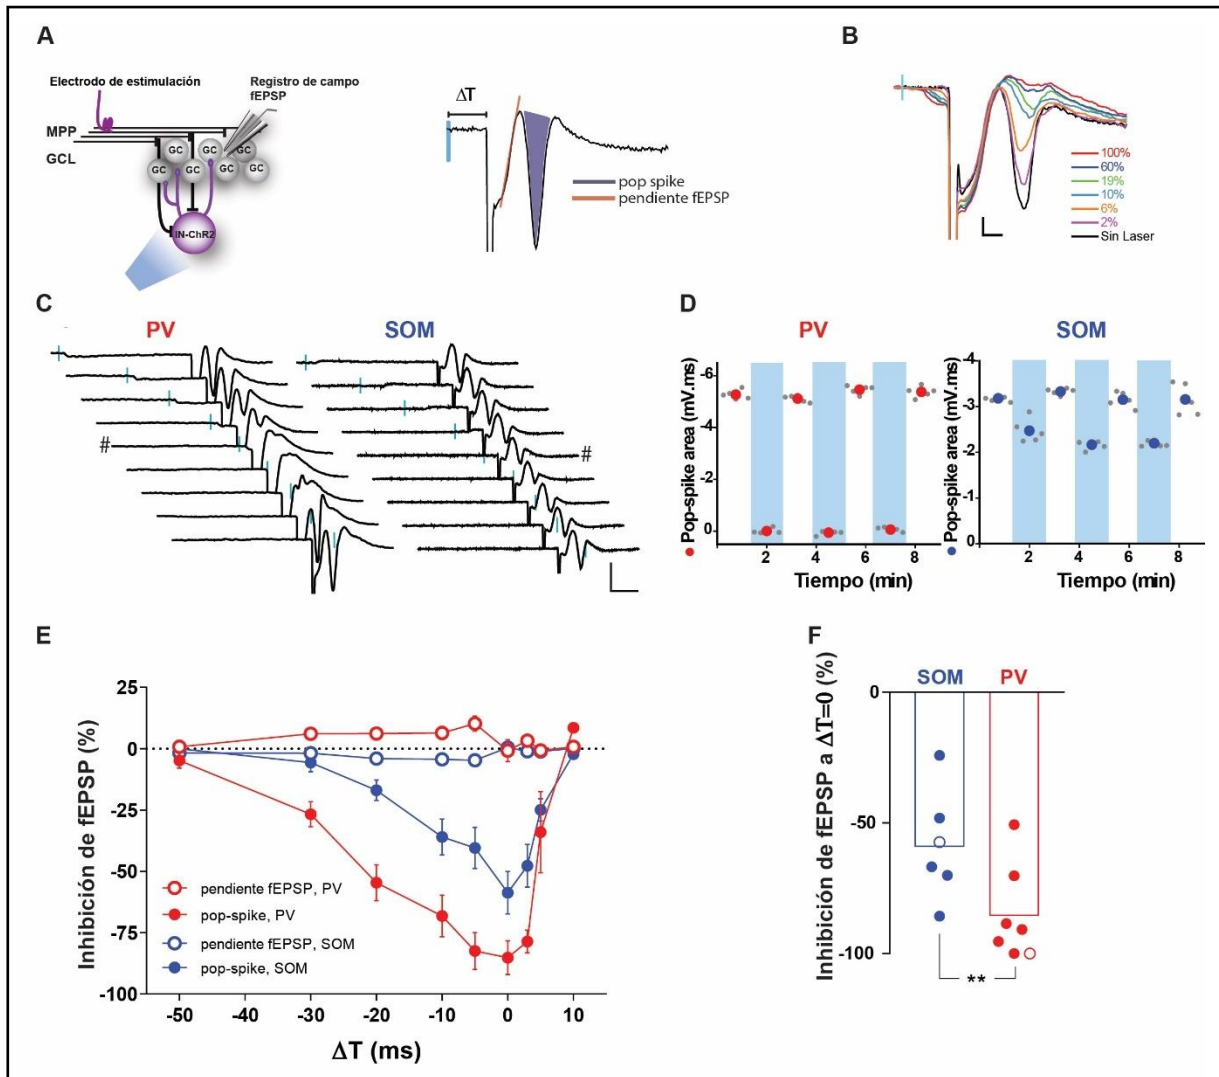 A
Electrodo de estimulación
Registro de campo
fEPSP
MPP
GCL
GC
GC
GC
GC
GC
GC
GC
IN-ChR2
ΔT
pop spike
pendiente fEPSP
B
100%
60%
19%
10%
6%
2%
Sin Laser
C
PV
SOM
#
#
D
PV
Pop-spike area (mV.ms)
-6
-4
-2
0
2
4
6
8
Tiempo (min)
SOM
Pop-spike area (mV.ms)
-4
-3
-2
-1
0
2
4
6
8
Tiempo (min)
E
Inhibición de fEPSP (%)
25
0
-25
-50
-75
-100
pendiente fEPSP, PV
pop-spike, PV
pendiente fEPSP, SOM
pop-spike, SOM
-50
-40
-30
-20
-10
0
10
ΔT (ms)
F
SOM
PV
Inhibición de fEPSP a ΔT=0 (%)
0
-50
-100
**